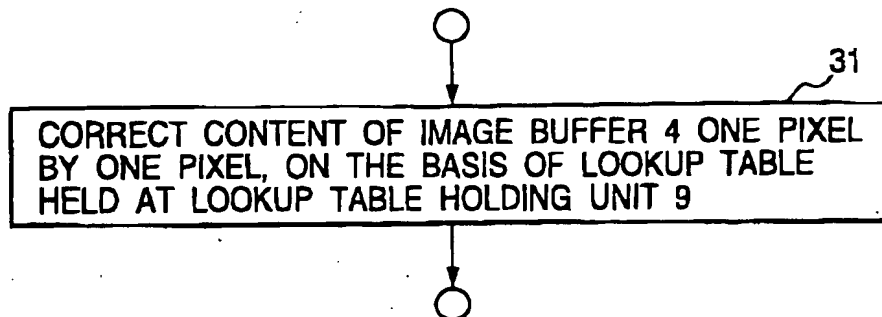 31
CORRECT CONTENT OF IMAGE BUFFER 4 ONE PIXEL
BY ONE PIXEL, ON THE BASIS OF LOOKUP TABLE
HELD AT LOOKUP TABLE HOLDING UNIT 9